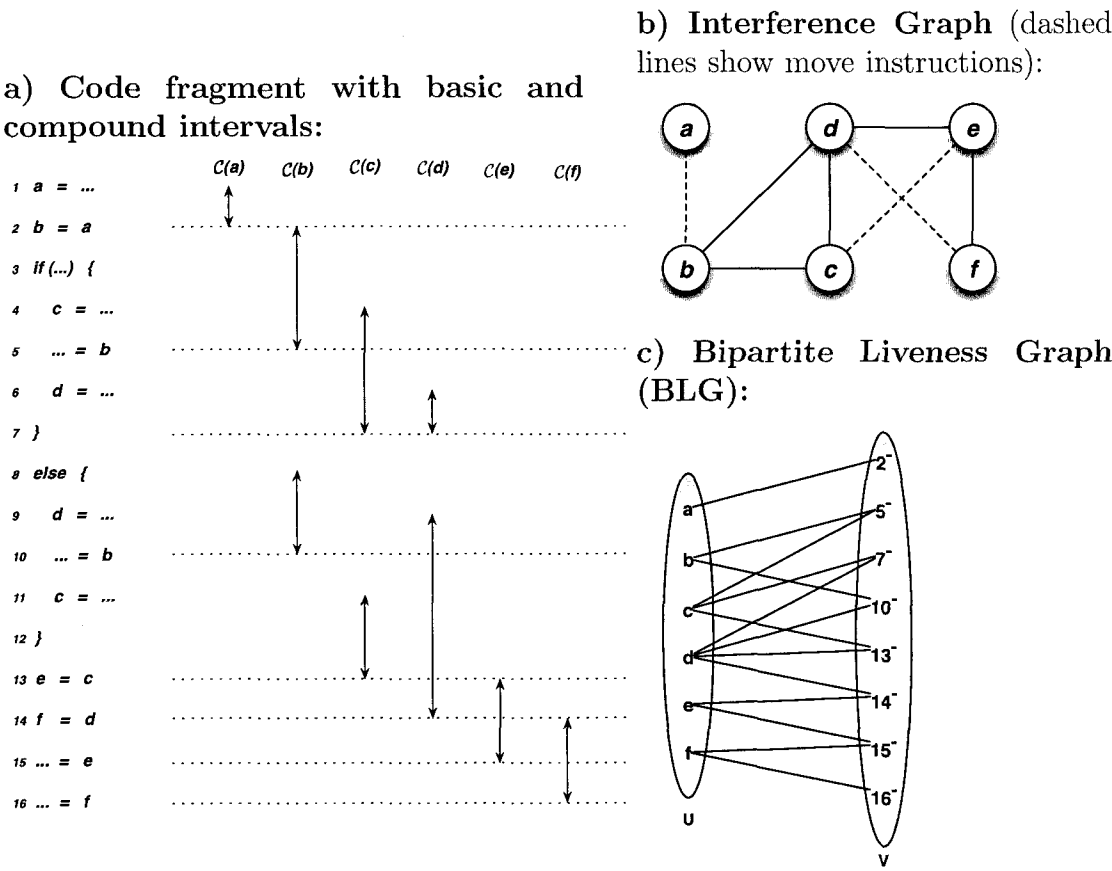 a) Code fragment with basic and
compound intervals:
C(a) C(b) C(c) C(d) C(e) C(f)
1 a = ...
2 b = a
3 if (...) {
4 c = ...
5 ... = b
6 d = ...
7 }
8 else {
9 d = ...
10 ... = b
11 c = ...
12 }
13 e = c
14 f = d
15 ... = e
16 ... = f
b) Interference Graph (dashed
lines show move instructions):
a d e
b c f
c) Bipartite Liveness Graph
(BLG):
a
b
c
d
e
f
U
2-
5-
7-
10-
13-
14-
15-
16-
V